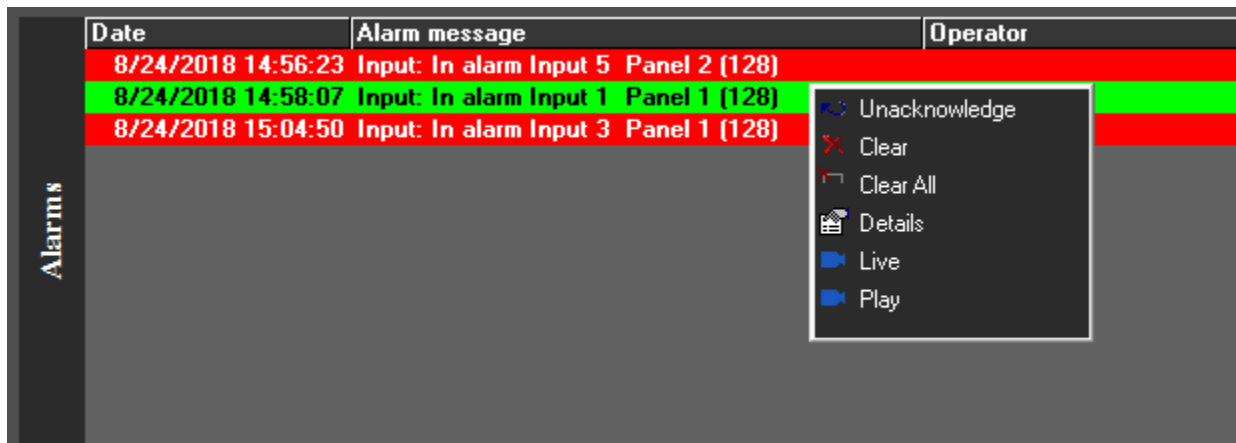 Date Alarm message Operator
8/24/2018 14:56:23 Input: In alarm Input 5 Panel 2 (128)
8/24/2018 14:58:07 Input: In alarm Input 1 Panel 1 (128)
8/24/2018 15:04:50 Input: In alarm Input 3 Panel 1 (128)
Unacknowledge
Clear
Clear All
Details
Live
Play
Alarms